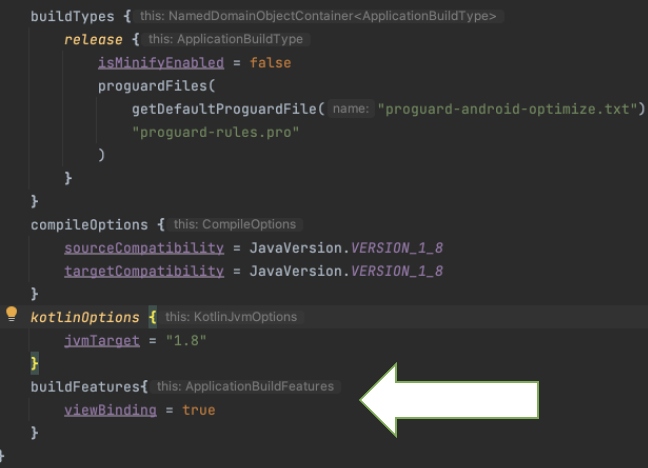 buildTypes { this: NamedDomainObjectContainer<ApplicationBuildType>
release { this: ApplicationBuildType
isMinifyEnabled = false
proguardFiles(
getDefaultProguardFile( name: "proguard-android-optimize.txt")
"proguard-rules.pro"
)
}
}
compileOptions { this: CompileOptions
sourceCompatibility = JavaVersion.VERSION_1_8
targetCompatibility = JavaVersion.VERSION_1_8
}
kotlinOptions { this: KotlinJvmOptions
jvmTarget = "1.8"
}
buildFeatures{ this: ApplicationBuildFeatures
viewBinding = true
}
}